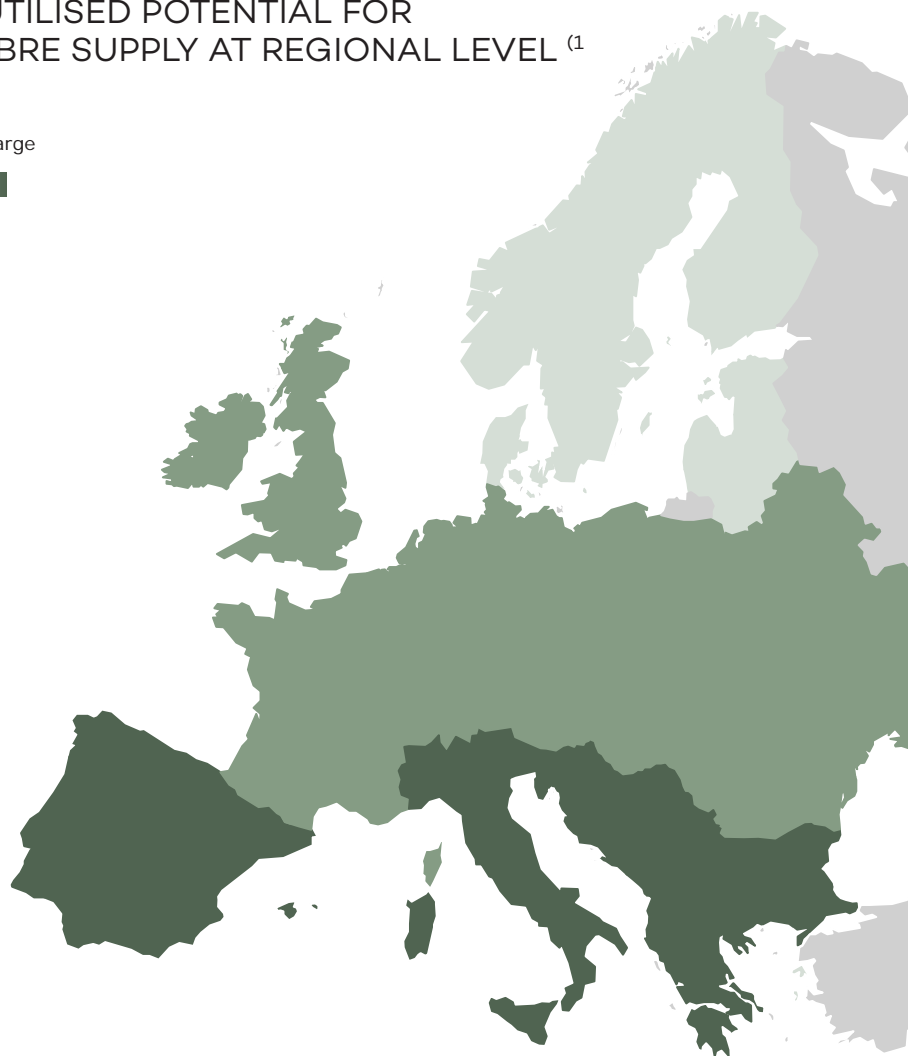 UTILISED POTENTIAL FOR
BRE SUPPLY AT REGIONAL LEVEL (1
arge